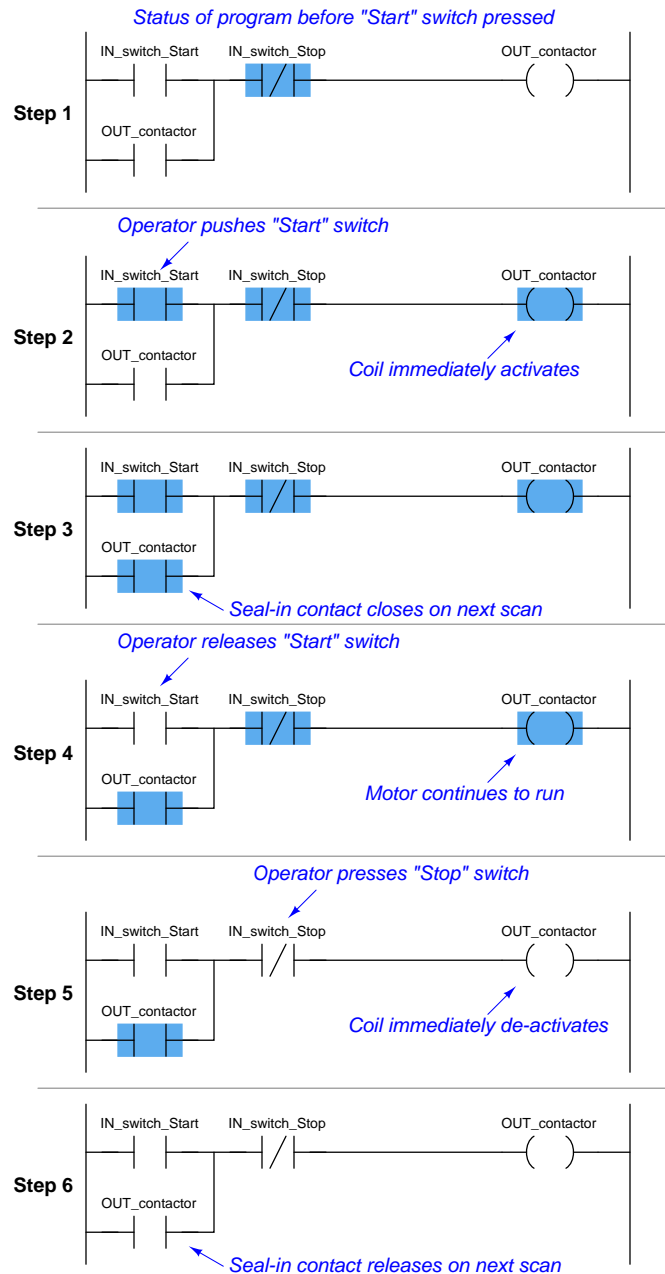 Status of program before "Start" switch pressed
IN_switch_Start IN_switch_Stop OUT_contactor
Step 1
OUT_contactor
Operator pushes "Start" switch
IN_switch_Start IN_switch_Stop OUT_contactor
Step 2
OUT_contactor
Coil immediately activates
IN_switch_Start IN_switch_Stop OUT_contactor
Step 3
OUT_contactor
Seal-in contact closes on next scan
Operator releases "Start" switch
IN_switch_Start IN_switch_Stop OUT_contactor
Step 4
OUT_contactor
Motor continues to run
Operator presses "Stop" switch
IN_switch_Start IN_switch_Stop OUT_contactor
Step 5
OUT_contactor
Coil immediately de-activates
IN_switch_Start IN_switch_Stop OUT_contactor
Step 6
OUT_contactor
Seal-in contact releases on next scan